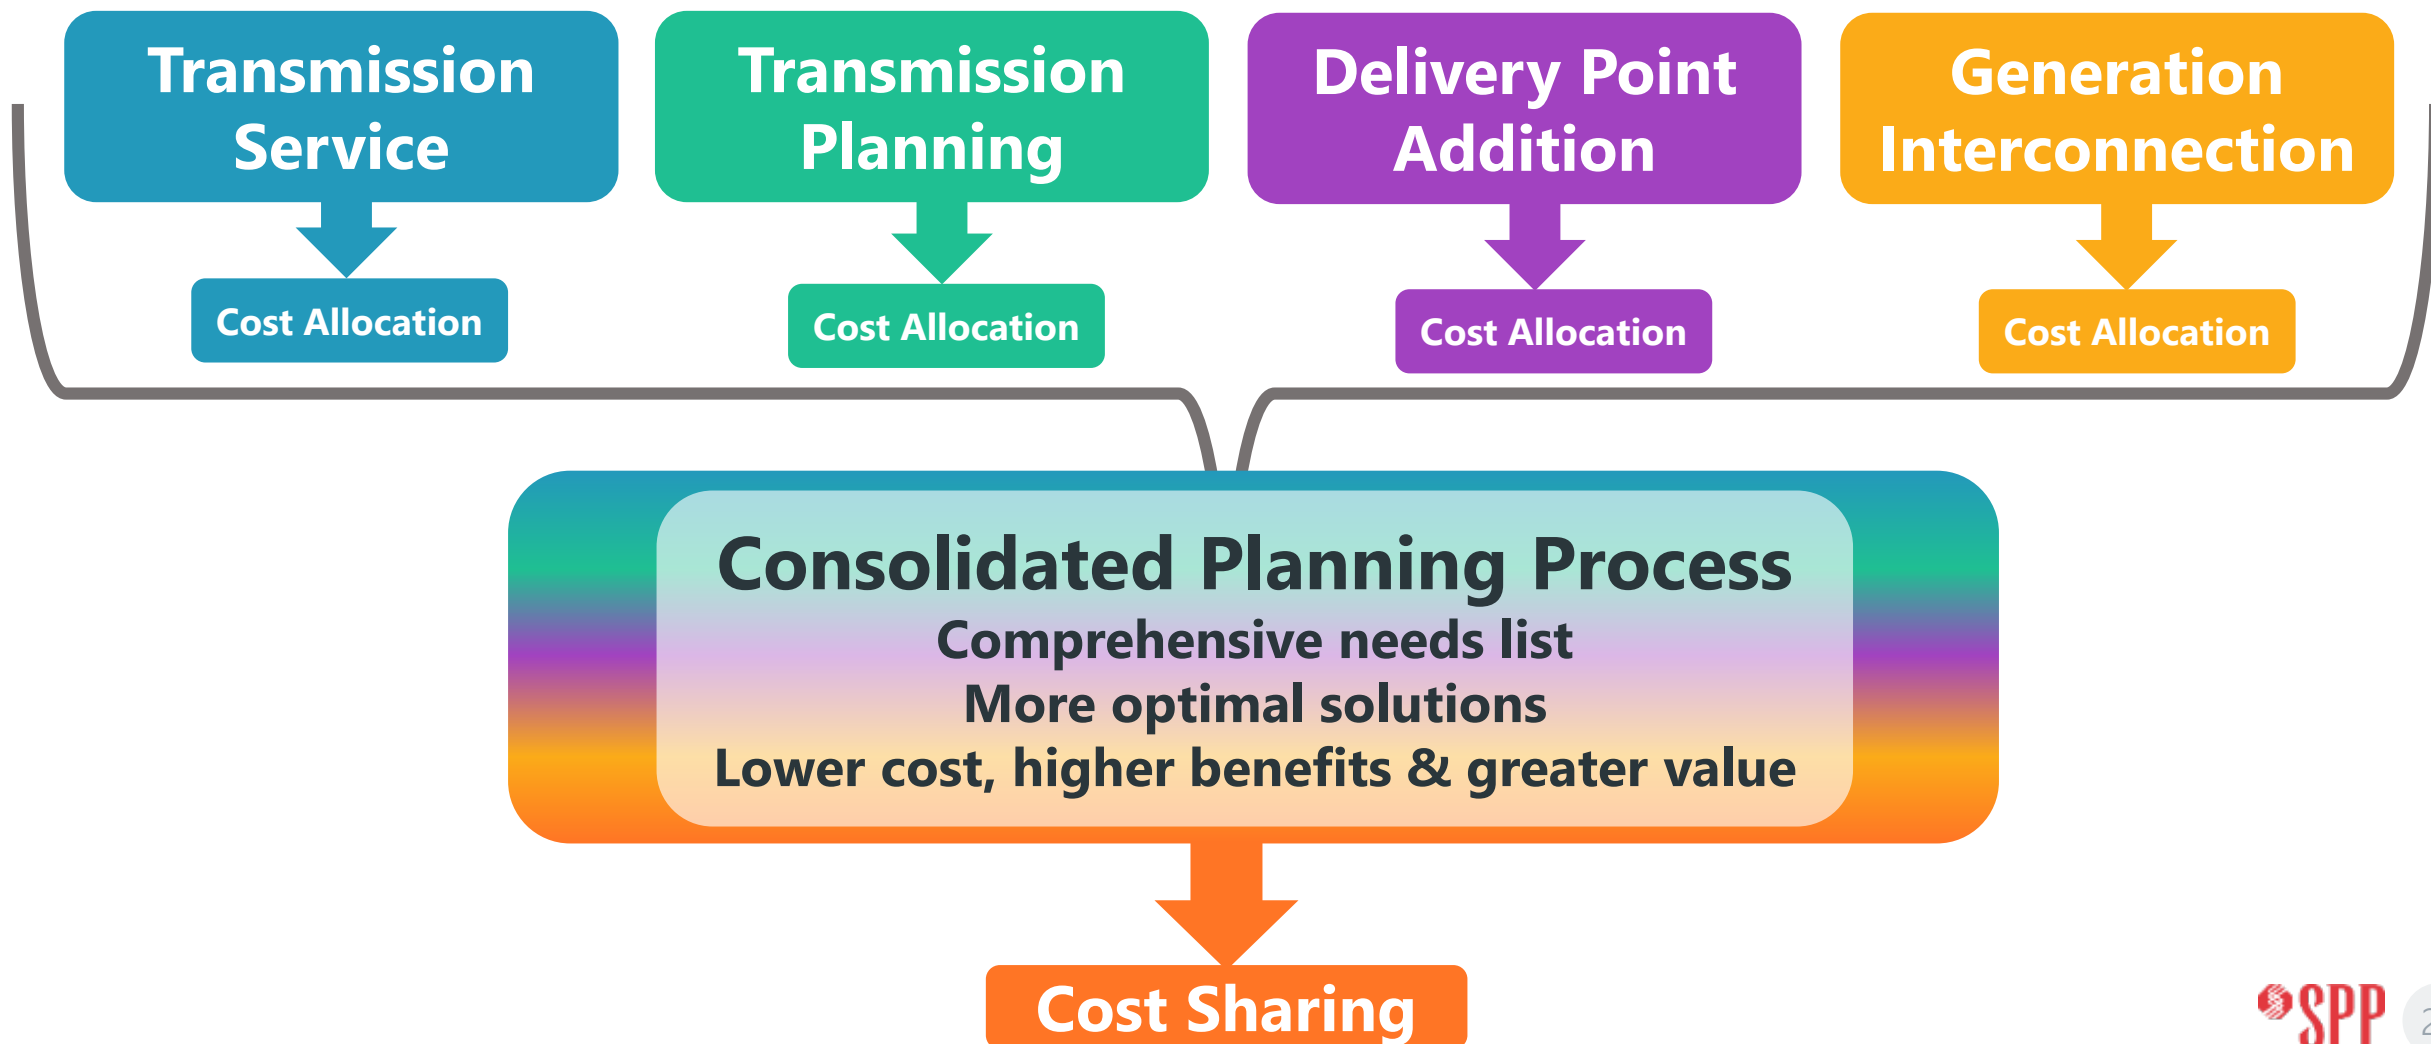 Transmission
Service
Transmission
Planning
Delivery Point
Addition
Generation
Interconnection
Cost Allocation
Cost Allocation
Cost Allocation
Cost Allocation
Consolidated Planning Process
Comprehensive needs list
More optimal solutions
Lower cost, higher benefits & greater value
Cost Sharing
SPP